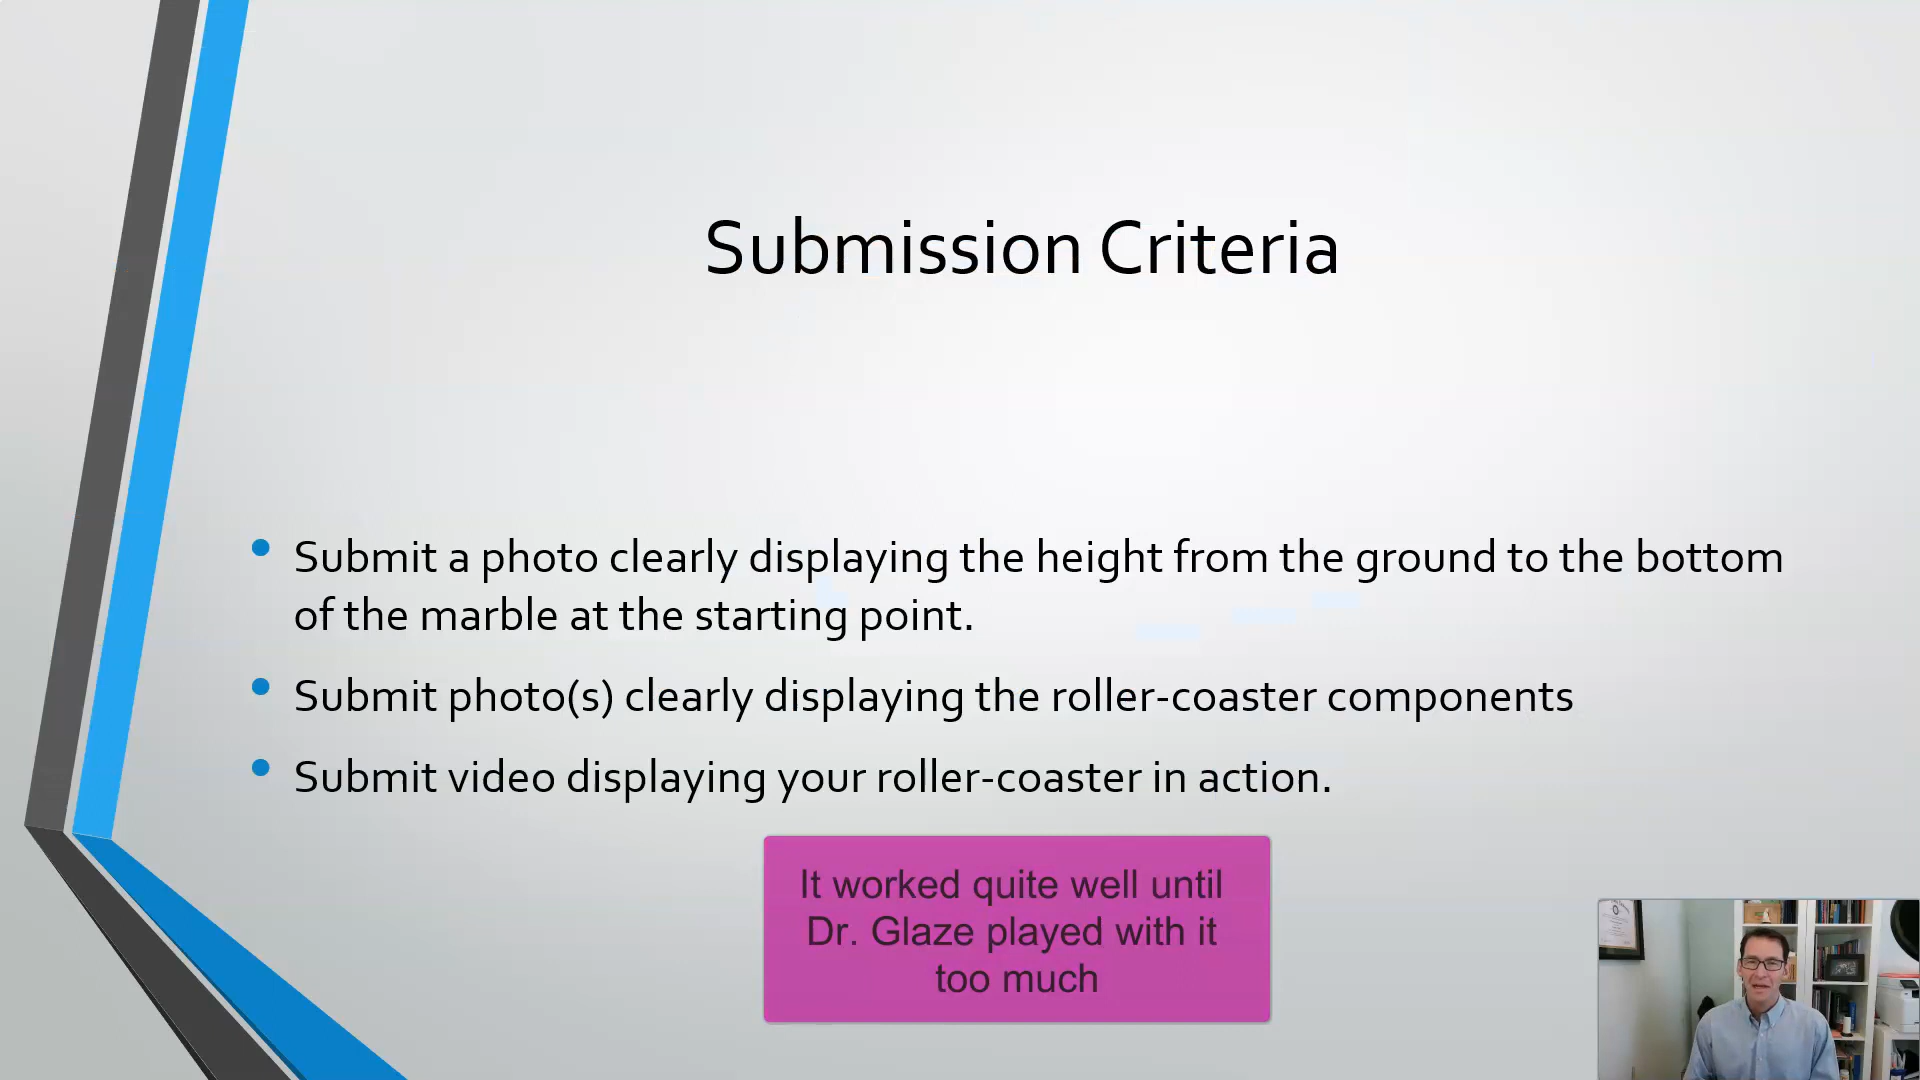 Submission Criteria
• Submit a photo clearly displaying the height from the ground to the bottom
of the marble at the starting point.
• Submit photo(s) clearly displaying the roller-coaster components
• Submit video displaying your roller-coaster in action.
It worked quite well until
Dr. Glaze played with it
too much